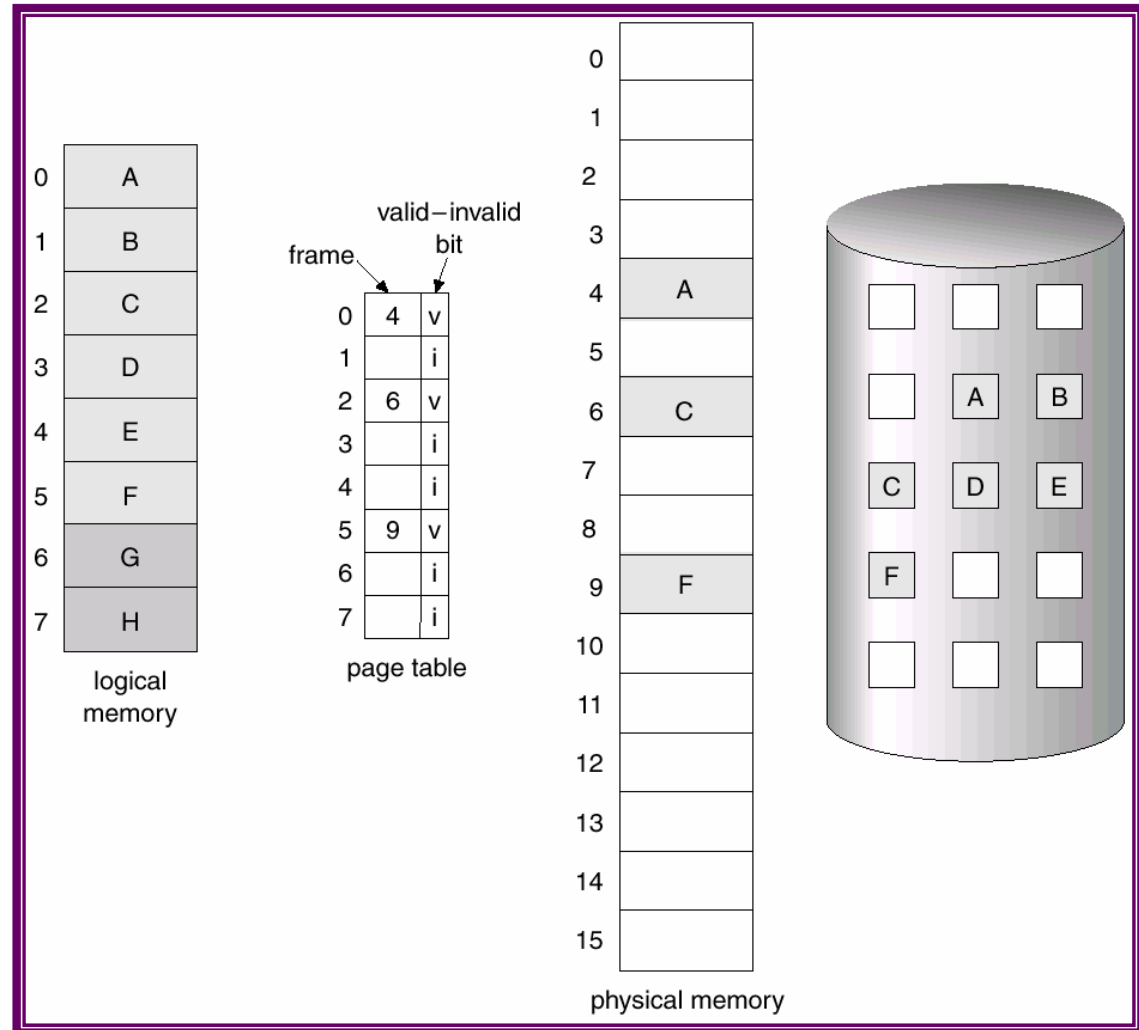 0 A
1 B
2 C
3 D
4 E
5 F
6 G
7 H
logical
memory
valid–invalid
bit
frame
0 4 v
1 i
2 6 v
3 i
4 i
5 9 v
6 i
7 i
page table
0
1
2
3
4 A
5
6 C
7
8
9 F
10
11
12
13
14
15
physical memory
A B
C D E
F